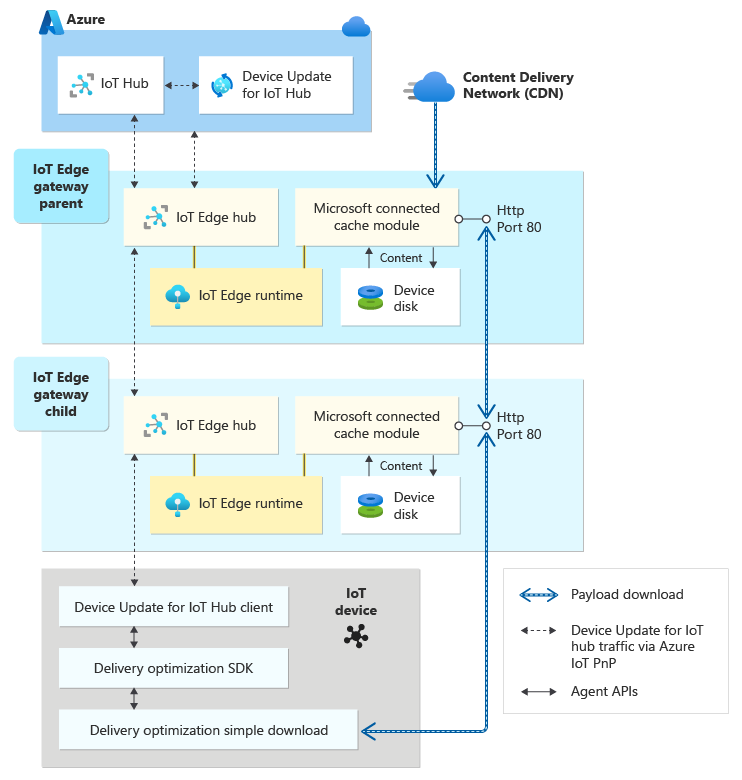 Azure
IoT Hub
Device Update
for IoT Hub
Content Delivery
Network (CDN)
IoT Edge
gateway
parent
IoT Edge hub
Microsoft connected
cache module
Http
Port 80
Content
IoT Edge runtime
Device
disk
IoT Edge
gateway
child
IoT Edge hub
Microsoft connected
cache module
Http
Port 80
Content
IoT Edge runtime
Device
disk
IoT
device
Device Update for IoT Hub client
Delivery optimization SDK
Delivery optimization simple download
Payload download
Device Update for IoT
hub traffic via Azure
IoT PnP
Agent APIs